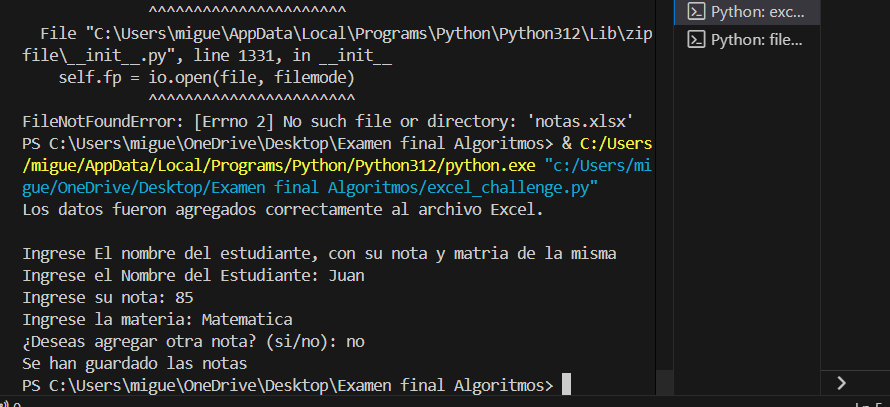 ^^^^^^^^^^^^^^^^^^^^^^
File "C:\Users\migue\AppData\Local\Programs\Python\Python312\Lib\zip
file\__init__.py", line 1331, in __init__
self.fp = io.open(file, filemode)
^^^^^^^^^^^^^^^^^^^^^^^
FileNotFoundError: [Errno 2] No such file or directory: 'notas.xlsx'
PS C:\Users\migue\OneDrive\Desktop\Examen final Algoritmos> & C:/Users
/migue/AppData/Local/Programs/Python/Python312/python.exe "c:/Users/mi
gue/OneDrive/Desktop/Examen final Algoritmos/excel_challenge.py"
Los datos fueron agregados correctamente al archivo Excel.

Ingrese El nombre del estudiante, con su nota y matria de la misma
Ingrese el Nombre del Estudiante: Juan
Ingrese su nota: 85
Ingrese la materia: Matematica
¿Deseas agregar otra nota? (si/no): no
Se han guardado las notas
PS C:\Users\migue\OneDrive\Desktop\Examen final Algoritmos>
Python: exc...
Python: file...